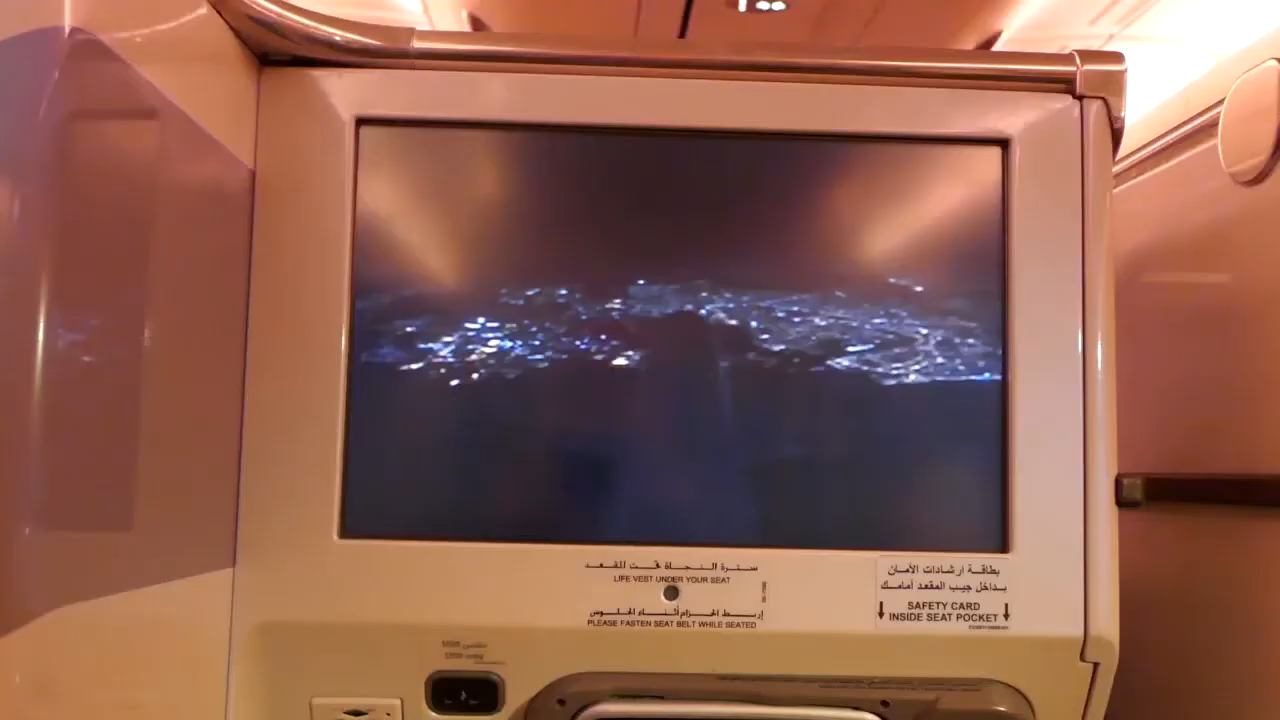 سترة النجاة تحت المقعد
LIFE VEST UNDER YOUR SEAT
إربط الحزام أثناء الجلوس
PLEASE FASTEN SEAT BELT WHILE SEATED
بطاقة ارشادات الأمان
بداخل جيب المقعد أمامك
SAFETY CARD
INSIDE SEAT POCKET